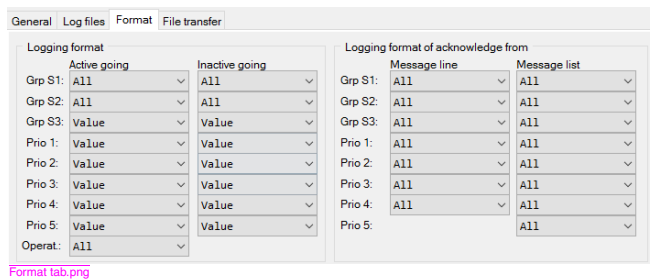 General Log files Format File transfer
Logging format Logging format of acknowledge from
Active going Inactive going Message line Message list
Grp S1: All All Grp S1: All All
Grp S2: All All Grp S2: All All
Grp S3: Value Value Grp S3: All All
Prio 1: Value Value Prio 1: All All
Prio 2: Value Value Prio 2: All All
Prio 3: Value Value Prio 3: All All
Prio 4: Value Value Prio 4: All All
Prio 5: Value Value Prio 5: All
Operat.: All
Format tab.png